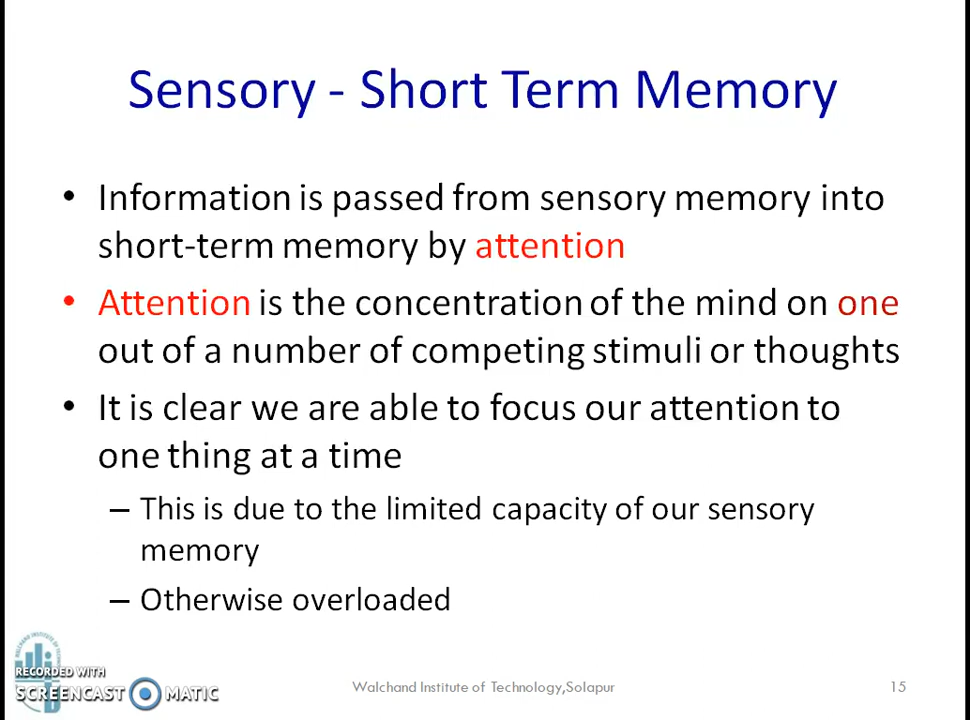 Sensory - Short Term Memory
• Information is passed from sensory memory into
short-term memory by attention
• Attention is the concentration of the mind on one
out of a number of competing stimuli or thoughts
• It is clear we are able to focus our attention to
one thing at a time
– This is due to the limited capacity of our sensory
memory
– Otherwise overloaded
RECORDED WITH
SCREENCAST MATIC
Walchand Institute of Technology,Solapur
15